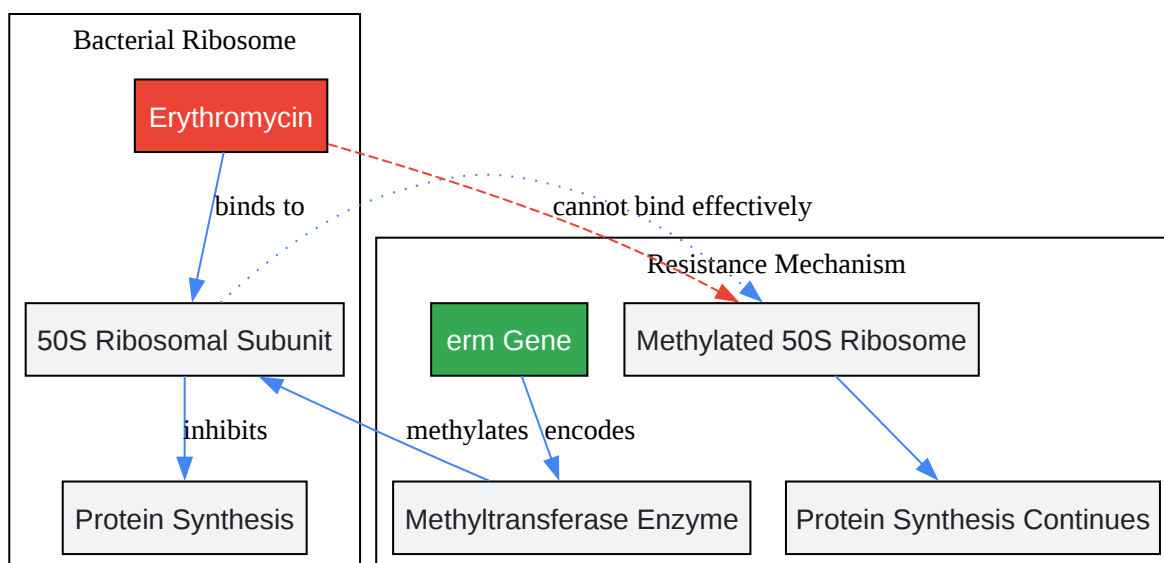 Bacterial Ribosome
Erythromycin
binds to
cannot bind effectively
Resistance Mechanism
50S Ribosomal Subunit
erm Gene
Methylated 50S Ribosome
inhibits
methylates
encodes
Protein Synthesis
Methyltransferase Enzyme
Protein Synthesis Continues